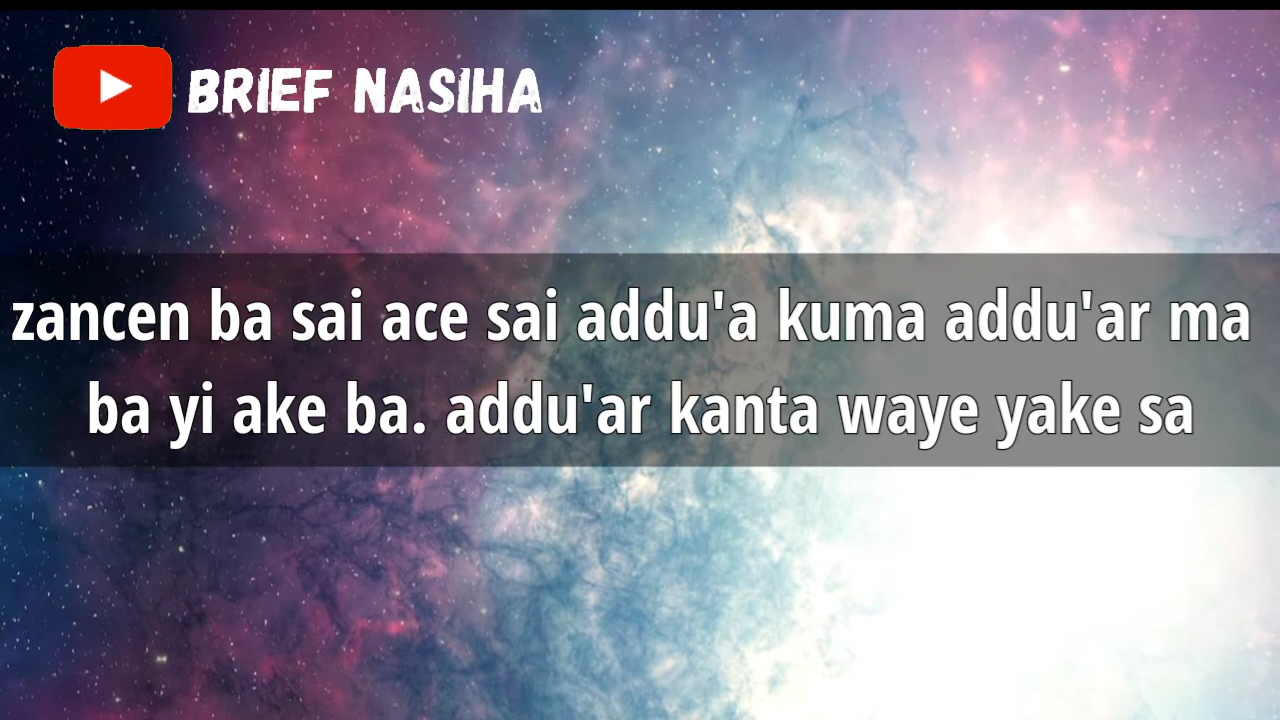 BRIEF NASIHA
zancen ba sai ace sai addu'a kuma addu'ar ma
ba yi ake ba. addu'ar kanta waye yake sa